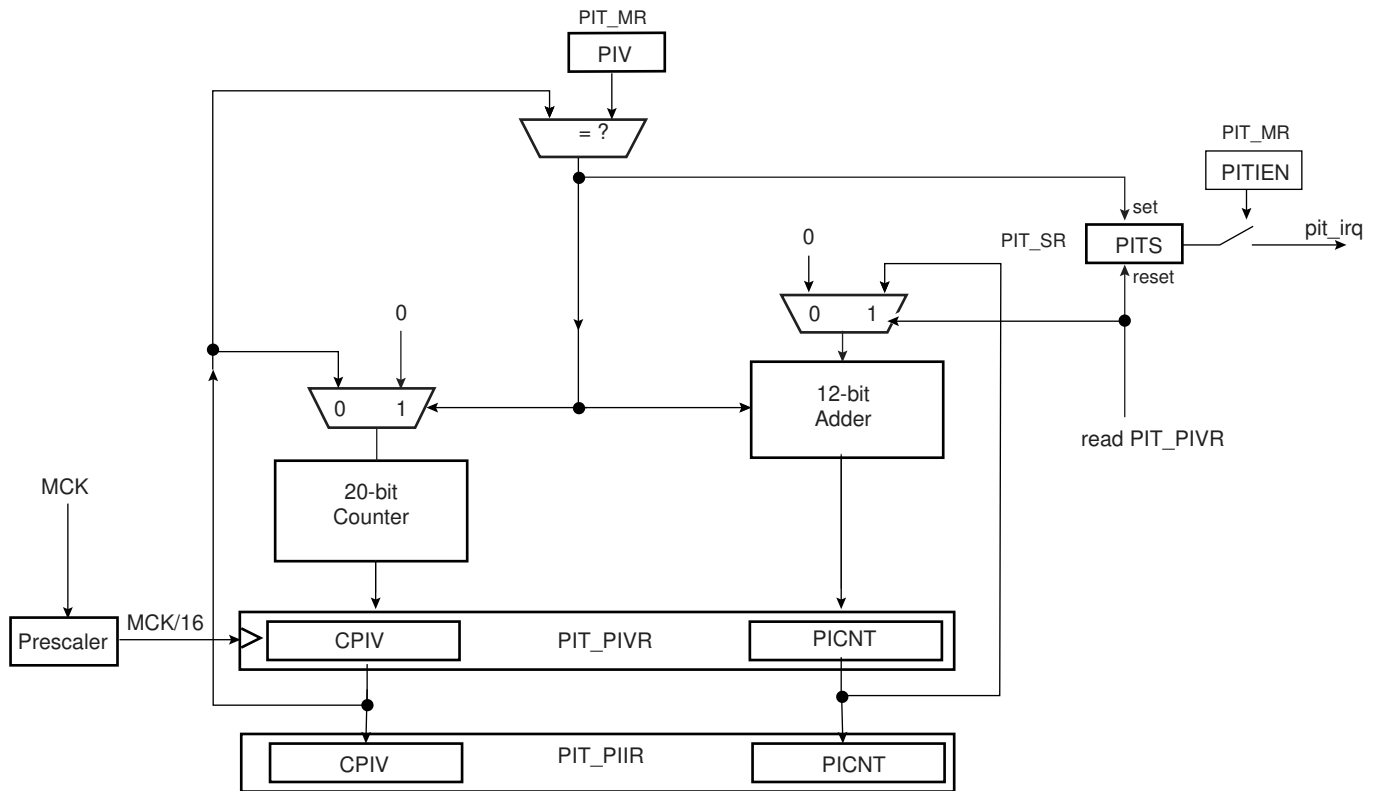 PIT_MR
PIV
= ?
PIT_MR
PITIEN
set
PIT_SR
PITS
pit_irq
reset
0
0 1
0
0 1
12-bit
Adder
read PIT_PIVR
MCK
20-bit
Counter
Prescaler
MCK/16
CPIV
PIT_PIVR
PICNT
CPIV
PIT_PIIR
PICNT